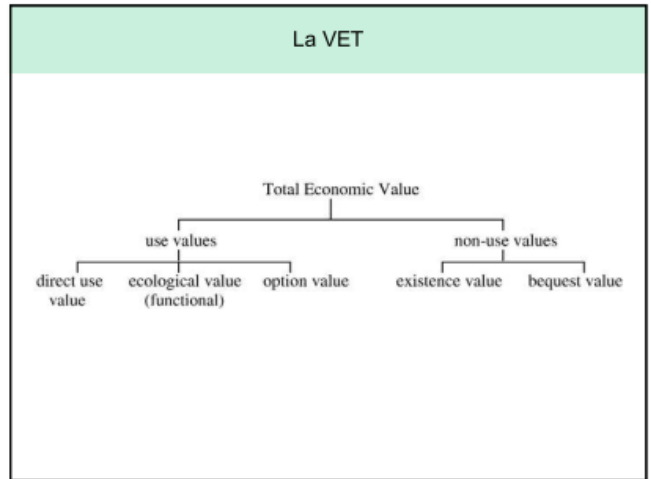 La VET
Total Economic Value
use values
non-use values
direct use
value
ecological value
(functional)
option value
existence value
bequest value